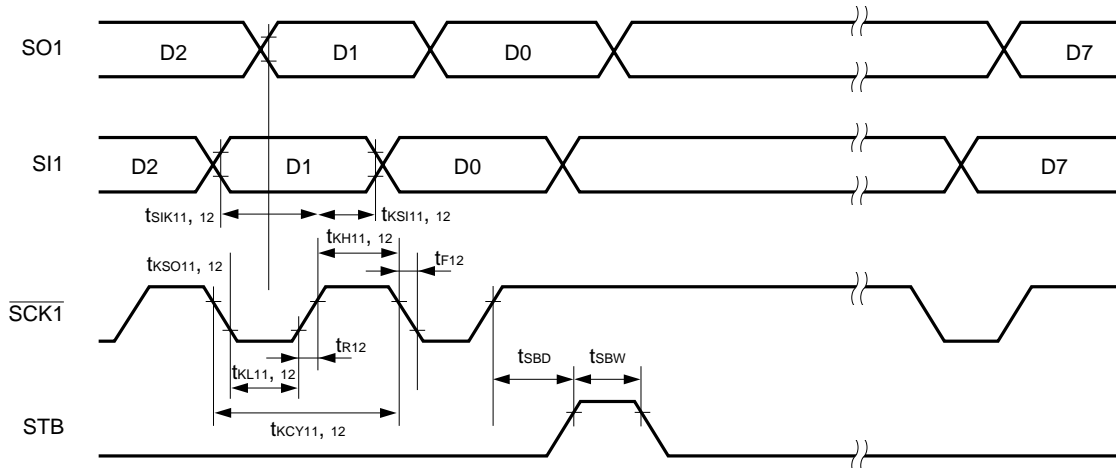 SO1
D2
D1
D0
D7
SI1
D2
D1
D0
D7
tSIK11, 12
tKSI11, 12
tKH11, 12
tKSO11, 12
tF12
SCK1
tR12
tKL11, 12
tSBD
tSBW
STB
tKCY11, 12